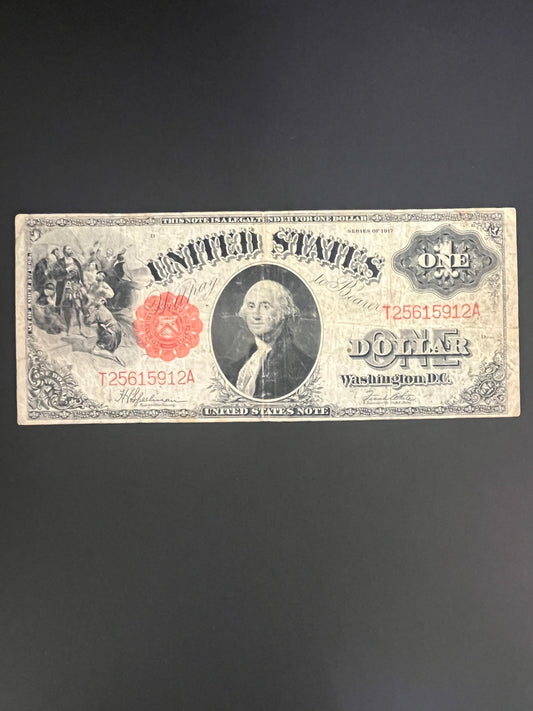 THIS NOTE IS A LEGAL TENDER FOR ONE DOLLAR
D
SERIES OF 1917
UNITED STATES
ONE
Will Pay
to Bearer
T25615912A
ONE
DOLLAR
D
T25615912A
Washington, D.C.
UNITED STATES NOTE